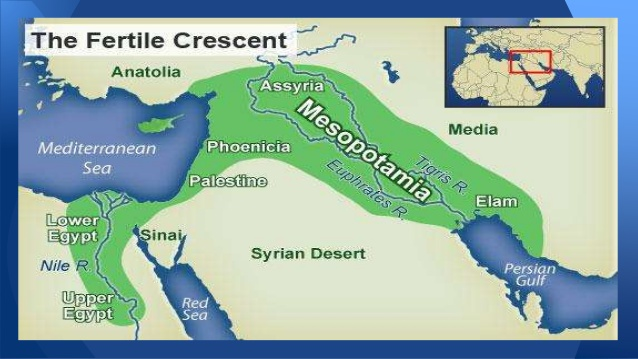 The Fertile Crescent
Anatolia
Assyria
Mesopotamia
Media
Mediterranean
Sea
Phoenicia
Tigris R.
Euphrates R.
Palestine
Elam
Lower
Egypt
Sinai
Syrian Desert
Nile R.
Persian
Gulf
Upper
Egypt
Red
Sea